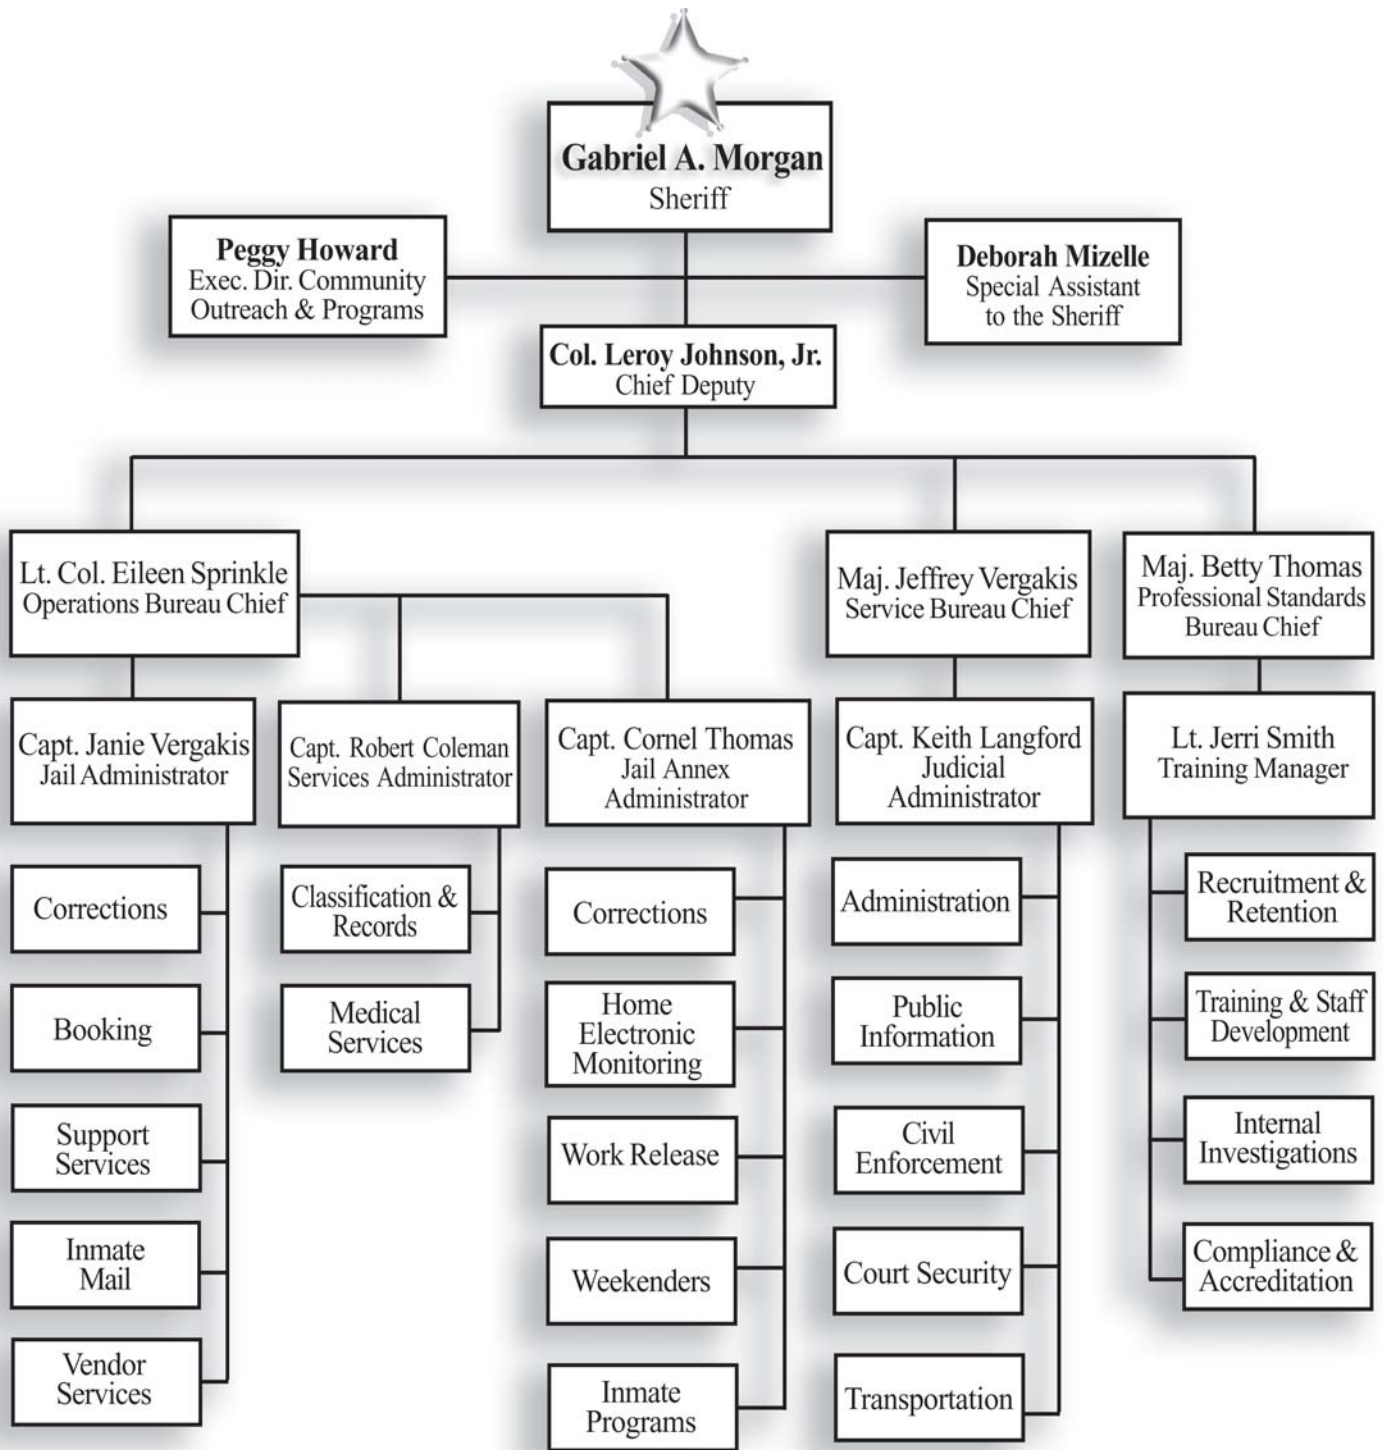 Gabriel A. Morgan
Sheriff
Peggy Howard
Exec. Dir. Community
Outreach & Programs
Deborah Mizelle
Special Assistant
to the Sheriff
Col. Leroy Johnson, Jr.
Chief Deputy
Lt. Col. Eileen Sprinkle
Operations Bureau Chief
Maj. Jeffrey Vergakis
Service Bureau Chief
Maj. Betty Thomas
Professional Standards
Bureau Chief
Capt. Janie Vergakis
Jail Administrator
Capt. Robert Coleman
Services Administrator
Capt. Cornel Thomas
Jail Annex
Administrator
Capt. Keith Langford
Judicial
Administrator
Lt. Jerri Smith
Training Manager
Corrections
Booking
Support
Services
Inmate
Mail
Vendor
Services
Classification &
Records
Medical
Services
Corrections
Home
Electronic
Monitoring
Work Release
Weekenders
Inmate
Programs
Administration
Public
Information
Civil
Enforcement
Court Security
Transportation
Recruitment &
Retention
Training & Staff
Development
Internal
Investigations
Compliance &
Accreditation